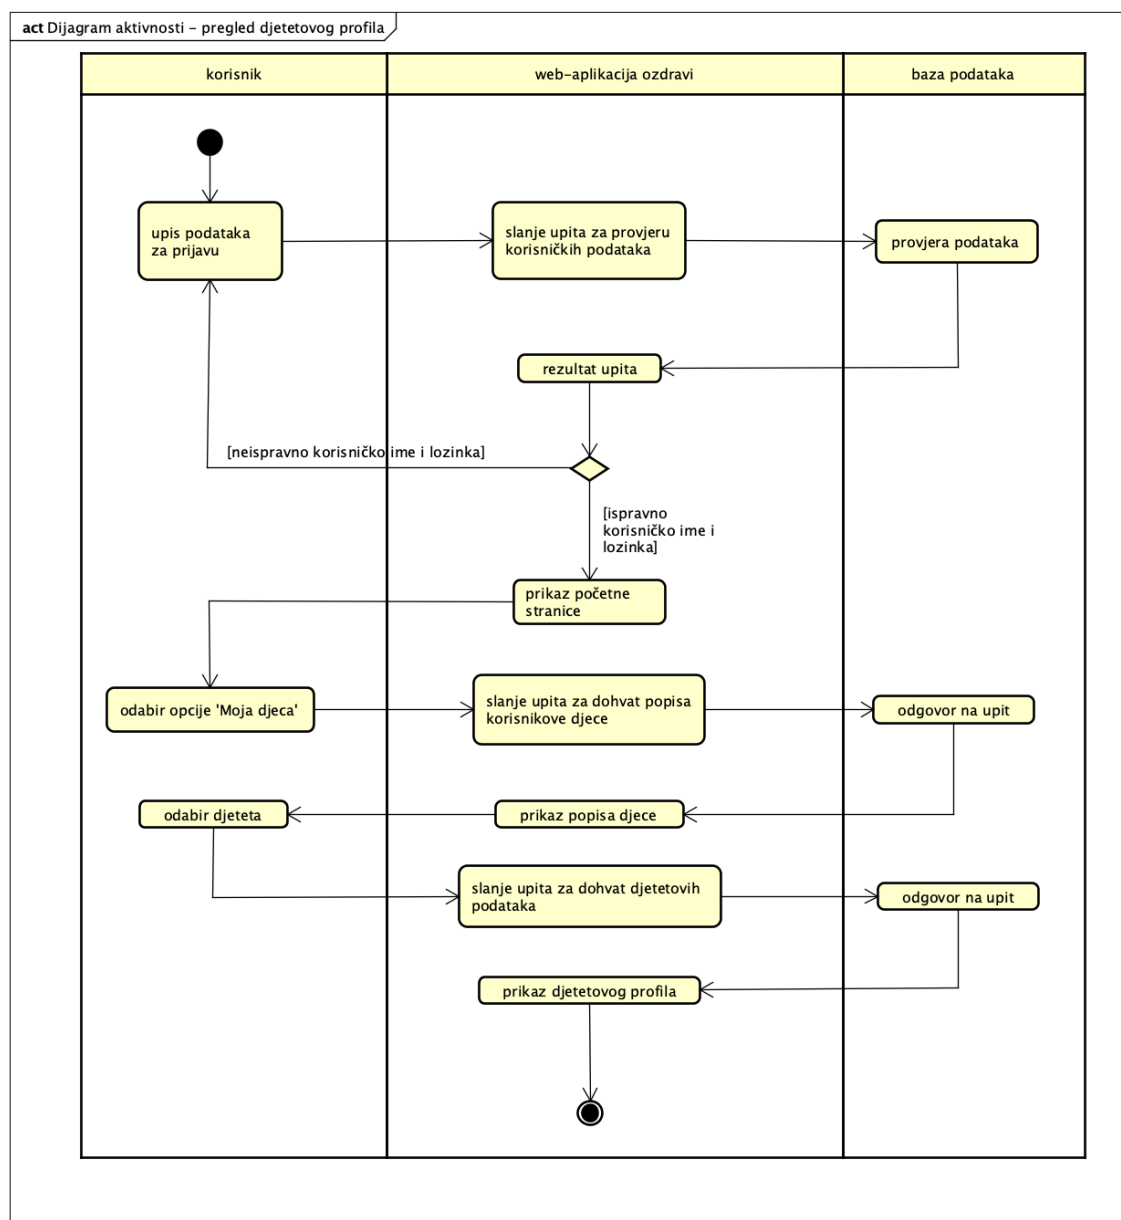 act Dijagram aktivnosti – pregled djetetovog profila
korisnik
web-aplikacija ozdravi
baza podataka
upis podataka
za prijavu
slanje upita za provjeru
korisničkih podataka
provjera podataka
rezultat upita
[neispravno korisničko ime i lozinka]
[ispravno
korisničko ime i
lozinka]
prikaz početne
stranice
odabir opcije 'Moja djeca'
slanje upita za dohvat popisa
korisnikove djece
odgovor na upit
odabir djeteta
prikaz popisa djece
slanje upita za dohvat djetetovih
podataka
odgovor na upit
prikaz djetetovog profila